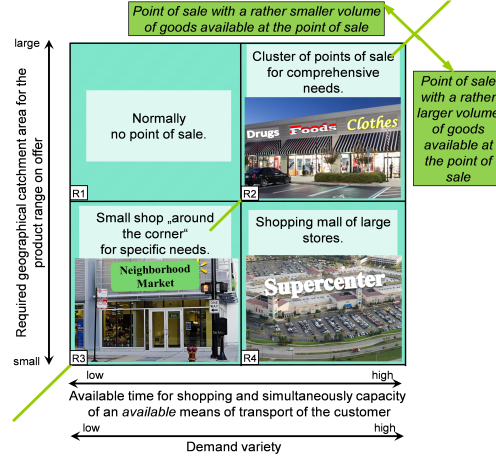 Point of sale with a rather smaller volume
of goods available at the point of sale
large
Cluster of points of sale
for comprehensive
needs.
Point of sale
with a rather
larger volume
of goods
available at
the point of
sale
Normally
no point of sale.
Drugs Foods Clothes
R1
R2
Required geographical catchment area for the
product range on offer
Small shop „around
the corner“
for specific needs.
Shopping mall of large
stores.
Neighborhood
Market
Supercenter
R3
R4
small
low
high
Available time for shopping and simultaneously capacity
of an available means of transport of the customer
low
high
Demand variety